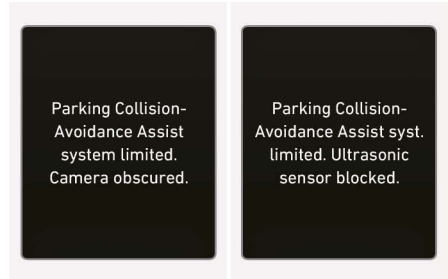 Parking Collision-
Avoidance Assist
system limited.
Camera obscured.
Parking Collision-
Avoidance Assist syst.
limited. Ultrasonic
sensor blocked.